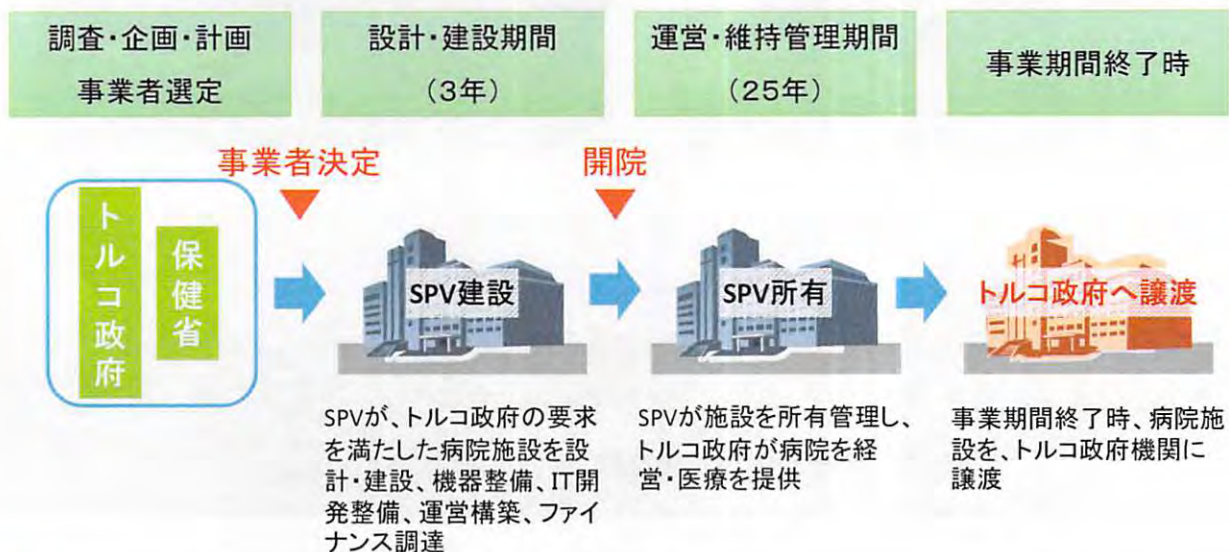 調査・企画・計画
事業者選定
設計・建設期間
（3年）
運営・維持管理期間
（25年）
事業期間終了時
事業者決定
開院
トルコ政府
保健省
SPV建設
SPV所有
トルコ政府へ譲渡
SPVが、トルコ政府の要求
を満たした病院施設を設
計・建設、機器整備、IT開
発整備、運営構築、ファイ
ナンス調達
SPVが施設を所有管理し、
トルコ政府が病院を経
営・医療を提供
事業期間終了時、病院施
設を、トルコ政府機関に
譲渡